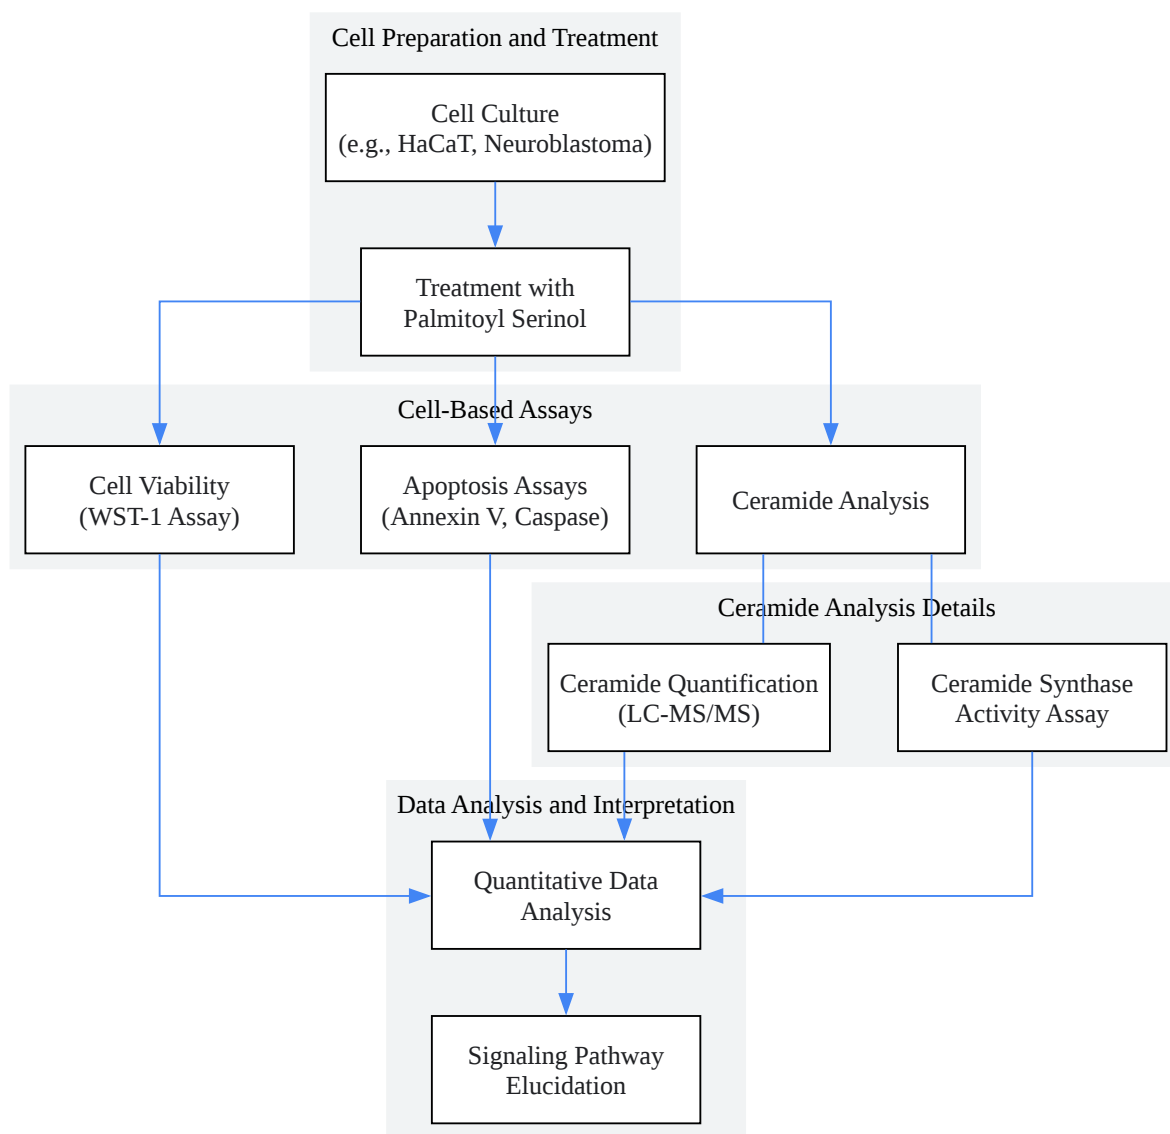 Cell Preparation and Treatment
Cell Culture
(e.g., HaCaT, Neuroblastoma)
Treatment with
Palmitoyl Serinol
Cell-Based Assays
Cell Viability
(WST-1 Assay)
Apoptosis Assays
(Annexin V, Caspase)
Ceramide Analysis
Ceramide Analysis Details
Ceramide Quantification
(LC-MS/MS)
Ceramide Synthase
Activity Assay
Data Analysis and Interpretation
Quantitative Data
Analysis
Signaling Pathway
Elucidation